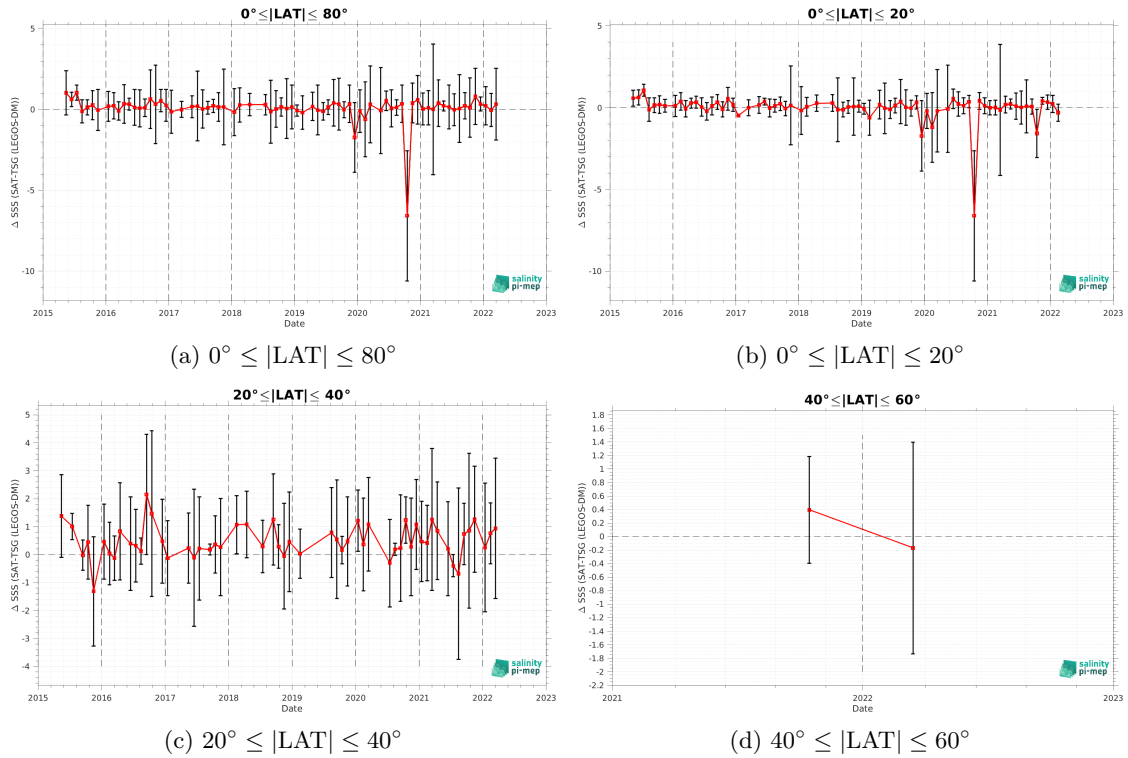 0°≤|LAT|≤ 80°
5
0
-5
-10
Δ SSS (SAT-TSG (LEGOS-DM))
salinity
pi-mep
2015 2016 2017 2018 2019 2020 2021 2022 2023
Date
(a) 0° ≤ |LAT| ≤ 80°
0°≤|LAT|≤ 20°
5
0
-5
-10
Δ SSS (SAT-TSG (LEGOS-DM))
salinity
pi-mep
2015 2016 2017 2018 2019 2020 2021 2022 2023
Date
(b) 0° ≤ |LAT| ≤ 20°
20°≤|LAT|≤ 40°
5
4
3
2
1
0
-1
-2
-3
-4
Δ SSS (SAT-TSG (LEGOS-DM))
salinity
pi-mep
2015 2016 2017 2018 2019 2020 2021 2022 2023
Date
(c) 20° ≤ |LAT| ≤ 40°
40°≤|LAT|≤ 60°
1.8
1.6
1.4
1.2
1
0.8
0.6
0.4
0.2
0
-0.2
-0.4
-0.6
-0.8
-1
-1.2
-1.4
-1.6
-1.8
-2
-2.2
Δ SSS (SAT-TSG (LEGOS-DM))
salinity
pi-mep
2021 2022 2023
Date
(d) 40° ≤ |LAT| ≤ 60°